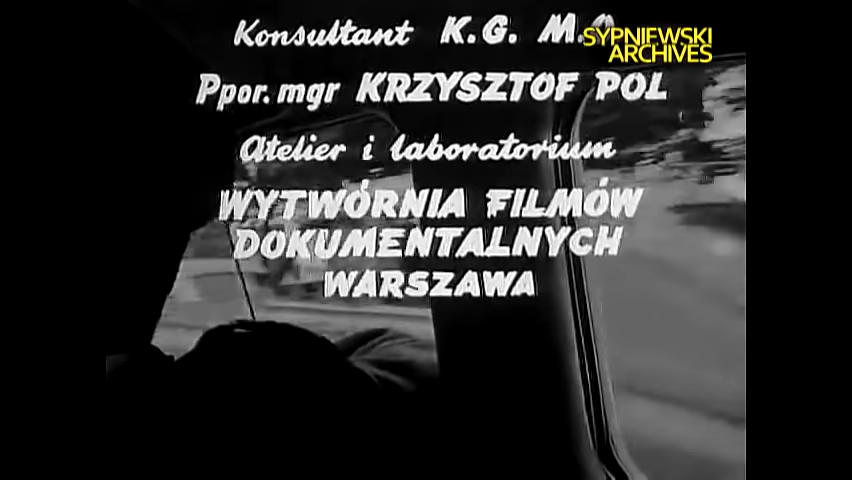 Konsultant K.G. M.O
SYPNIEWSKI
ARCHIVES
Ppor. mgr KRZYSZTOF POL
Atelier i laboratorium
WYTWÓRNIA FILMÓW
DOKUMENTALNYCH
WARSZAWA